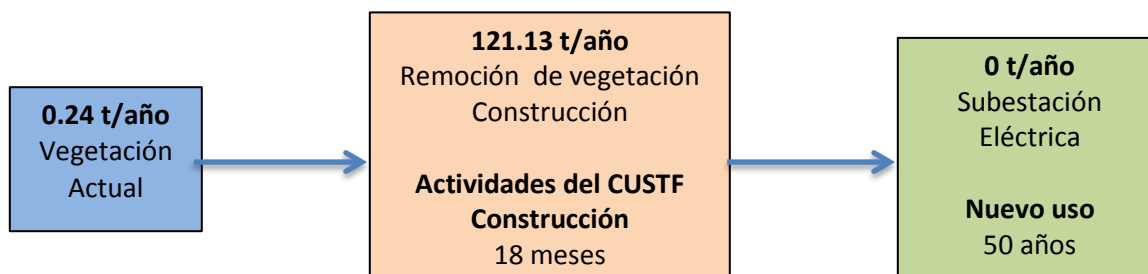 0.24 t/año
Vegetación
Actual
121.13 t/año
Remoción de vegetación
Construcción
Actividades del CUSTF
Construcción
18 meses
0 t/año
Subestación
Eléctrica
Nuevo uso
50 años